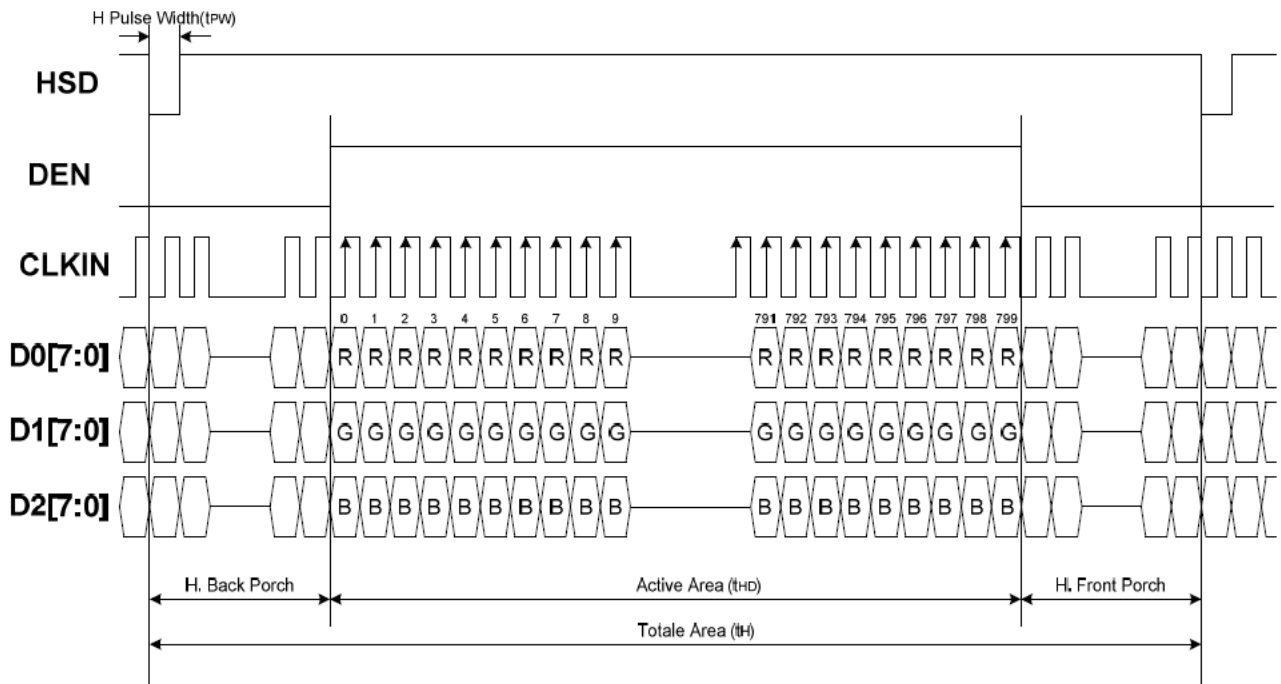 H Pulse Width(tPW)
HSD
DEN
CLKIN
0 1 2 3 4 5 6 7 8 9 791 792 793 794 795 796 797 798 799
D0[7:0] R R R R R R R R R R R R R R R R R R R
D1[7:0] G G G G G G G G G G G G G G G G G G G
D2[7:0] B B B B B B B B B B B B B B B B B B B
H. Back Porch Active Area (tHD) H. Front Porch
Totale Area (tH)